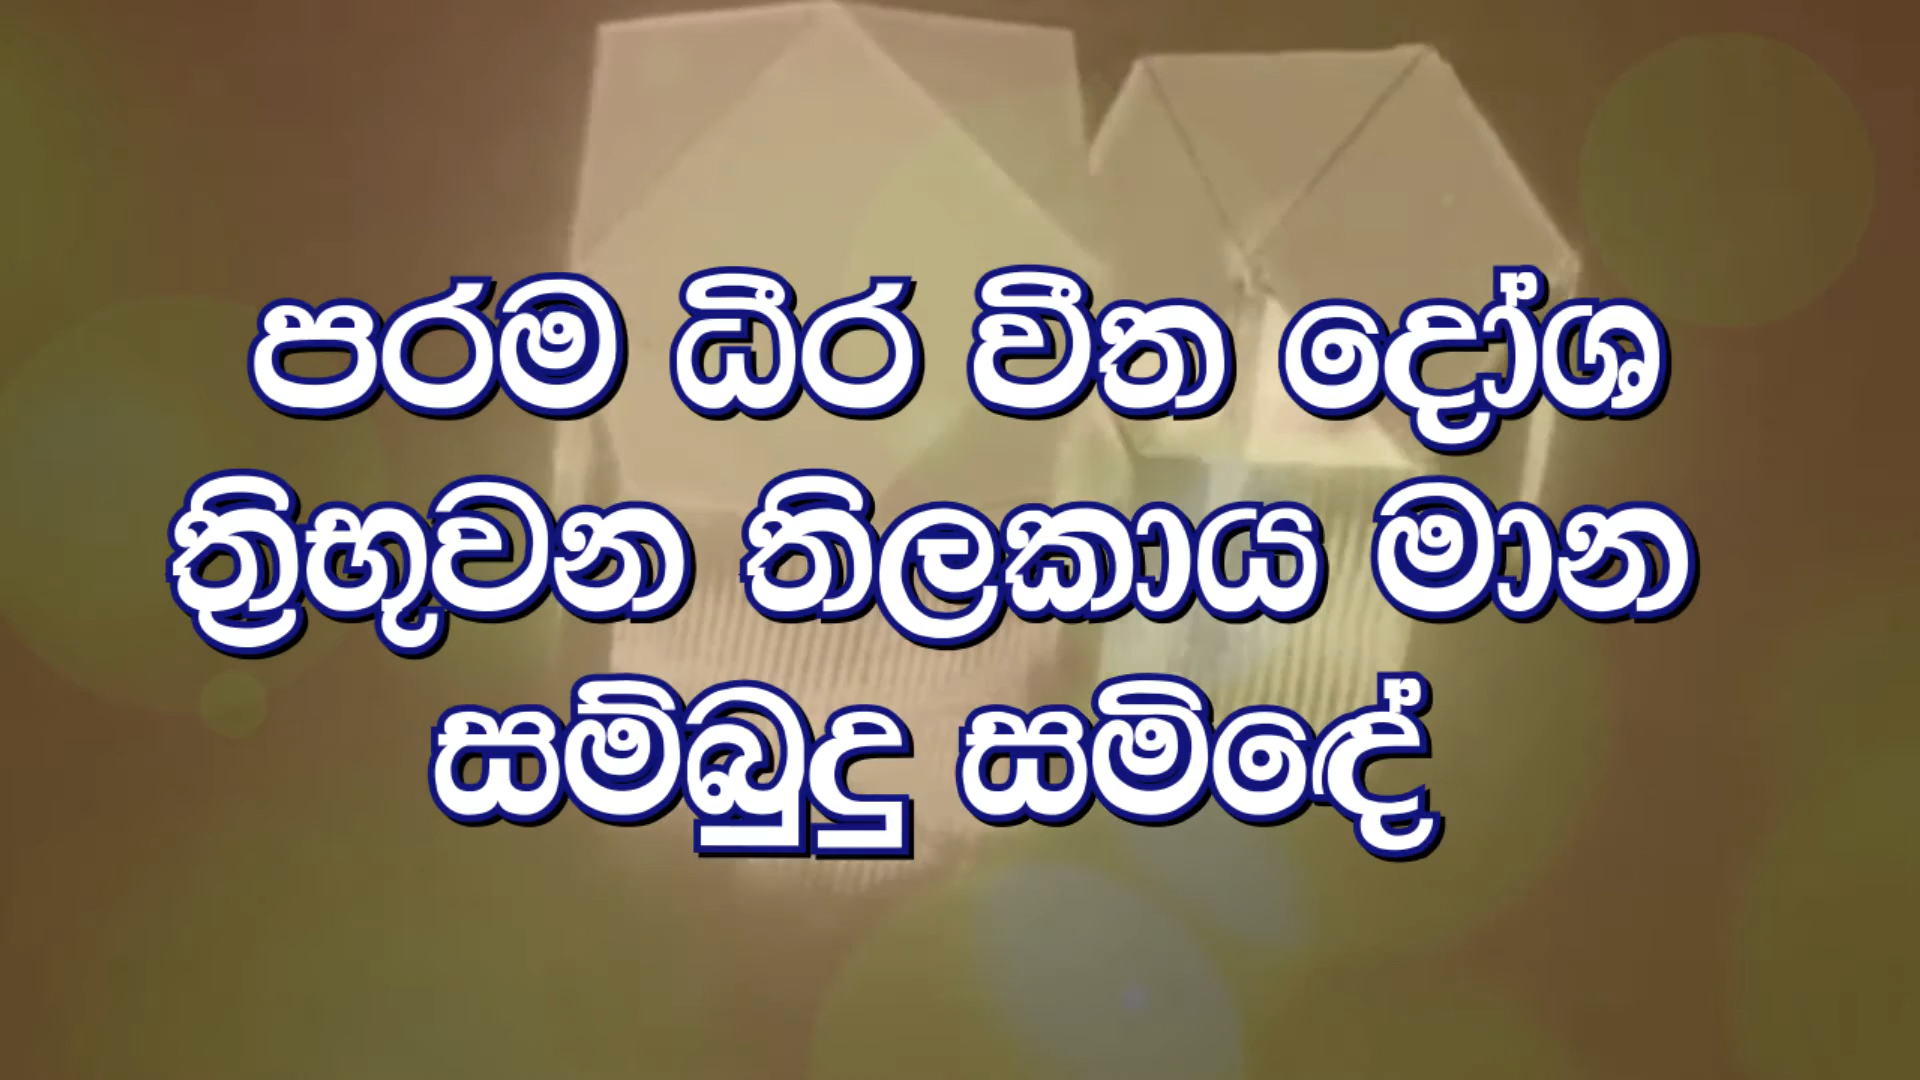 පරම ධීර වීත දෝශ
ත්‍රිභූවන තිලකාය මාන
සම්බුදු සමිඳේ